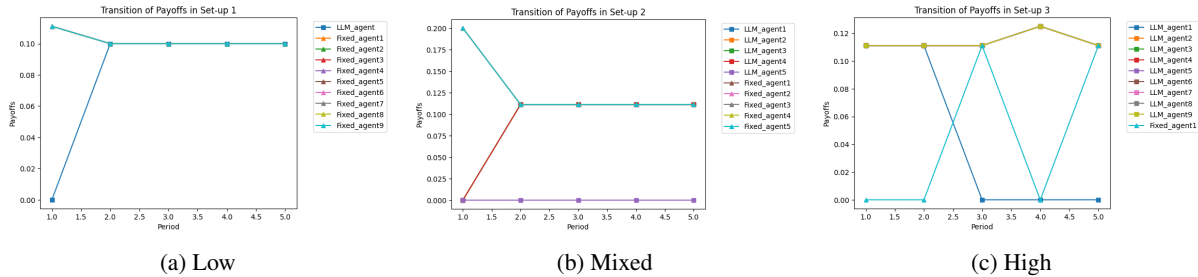 Transition of Payoffs in Set-up 1
Payoffs
0.10
0.08
0.06
0.04
0.02
0.00
1.0 1.5 2.0 2.5 3.0 3.5 4.0 4.5 5.0
Period
LLM_agent
Fixed_agent1
Fixed_agent2
Fixed_agent3
Fixed_agent4
Fixed_agent5
Fixed_agent6
Fixed_agent7
Fixed_agent8
Fixed_agent9
(a) Low
Transition of Payoffs in Set-up 2
Payoffs
0.200
0.175
0.150
0.125
0.100
0.075
0.050
0.025
0.000
1.0 1.5 2.0 2.5 3.0 3.5 4.0 4.5 5.0
Period
LLM_agent1
LLM_agent2
LLM_agent3
LLM_agent4
LLM_agent5
Fixed_agent1
Fixed_agent2
Fixed_agent3
Fixed_agent4
Fixed_agent5
(b) Mixed
Transition of Payoffs in Set-up 3
Payoffs
0.12
0.10
0.08
0.06
0.04
0.02
0.00
1.0 1.5 2.0 2.5 3.0 3.5 4.0 4.5 5.0
Period
LLM_agent1
LLM_agent2
LLM_agent3
LLM_agent4
LLM_agent5
LLM_agent6
LLM_agent7
LLM_agent8
LLM_agent9
Fixed_agent1
(c) High